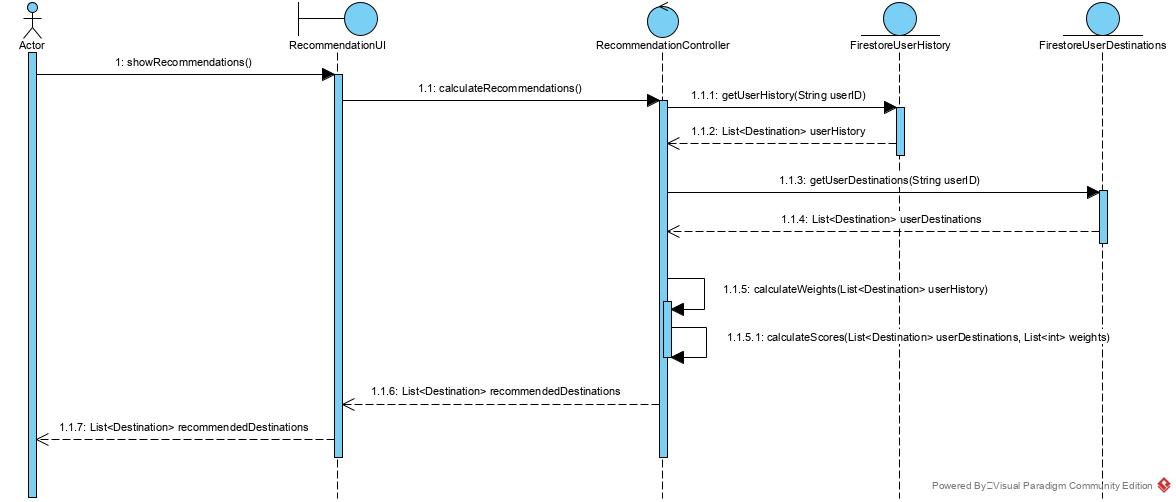 Actor
RecommendationUI
RecommendationController
FirestoreUserHistory
FirestoreUserDestinations
1: showRecommendations()
1.1: calculateRecommendations()
1.1.1: getUserHistory(String userID)
1.1.2: List<Destination> userHistory
1.1.3: getUserDestinations(String userID)
1.1.4: List<Destination> userDestinations
1.1.5: calculateWeights(List<Destination> userHistory)
1.1.5.1: calculateScores(List<Destination> userDestinations, List<int> weights)
1.1.6: List<Destination> recommendedDestinations
1.1.7: List<Destination> recommendedDestinations
Powered By Visual Paradigm Community Edition